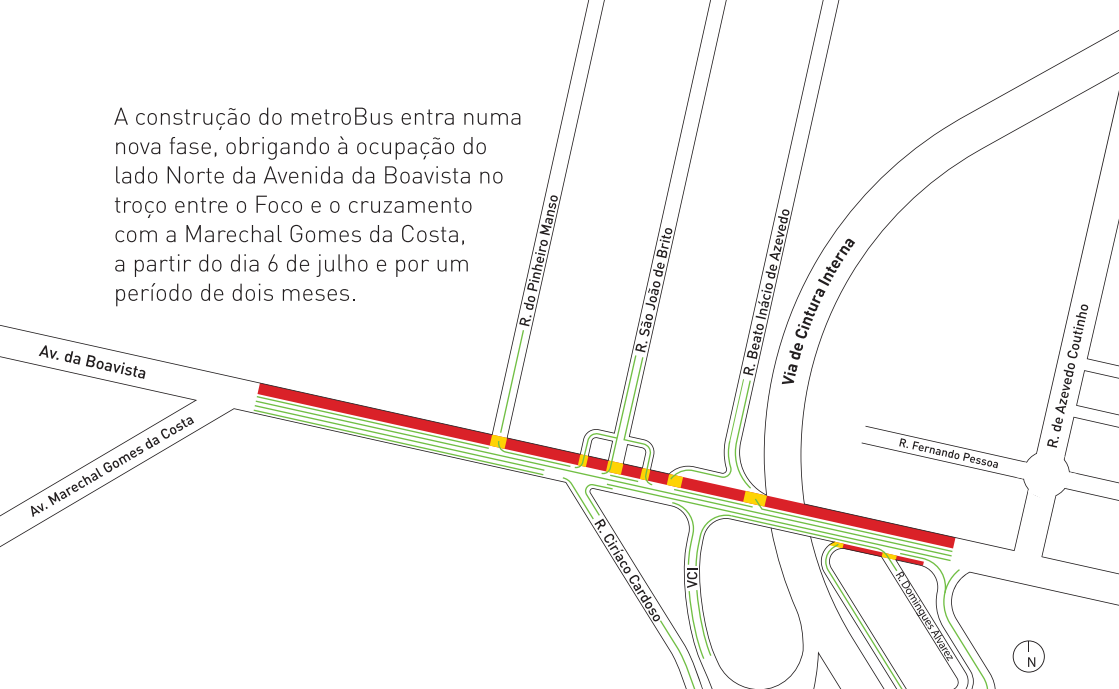 A construção do metroBus entra numa
nova fase, obrigando à ocupação do
lado Norte da Avenida da Boavista no
troço entre o Foco e o cruzamento
com a Marechal Gomes da Costa,
a partir do dia 6 de julho e por um
período de dois meses.
R. do Pinheiro Manso
R. São João de Brito
R. Beato Inácio de Azevedo
Via de Cintura Interna
R. de Azevedo Coutinho
Av. da Boavista
Av. Marechal Gomes da Costa
R. Fernando Pessoa
R. Ciríaco Cardoso
VCI
R. Domingues Alvarez
N